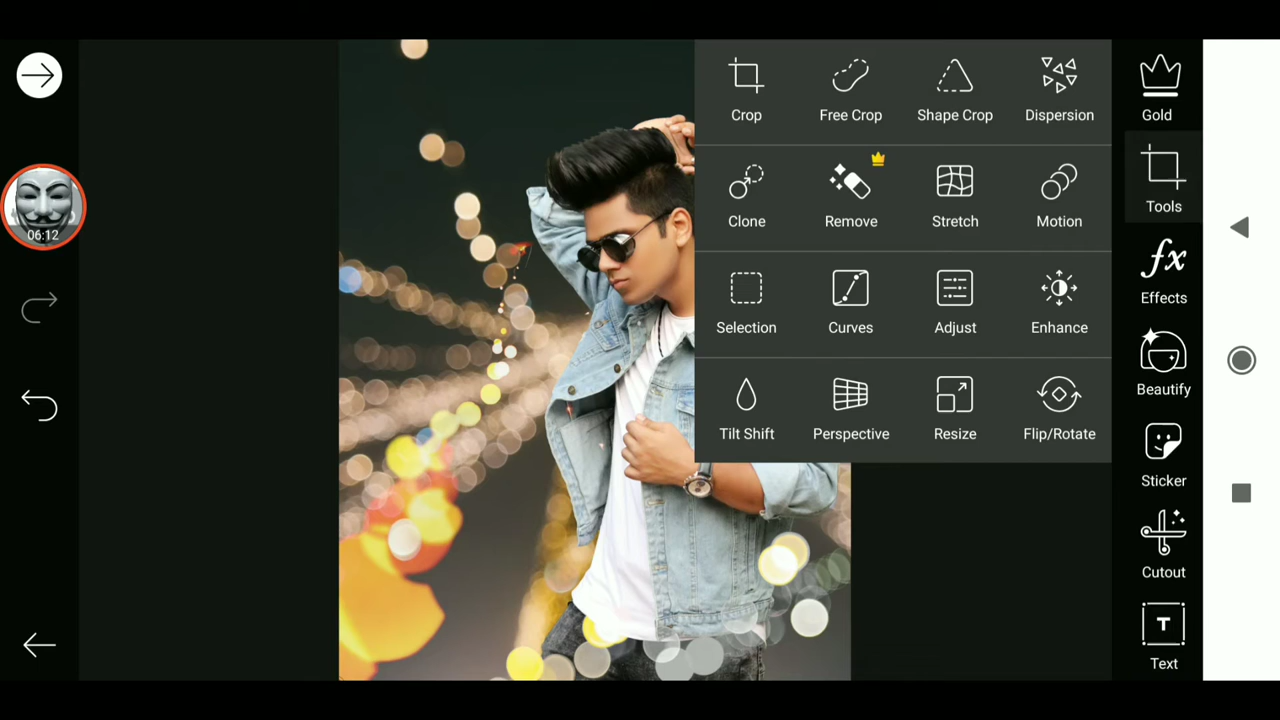 Crop Free Crop Shape Crop Dispersion
Clone Remove Stretch Motion
Selection Curves Adjust Enhance
Tilt Shift Perspective Resize Flip/Rotate
Gold
Tools
fx
Effects
Beautify
Sticker
Cutout
T
Text
06:12